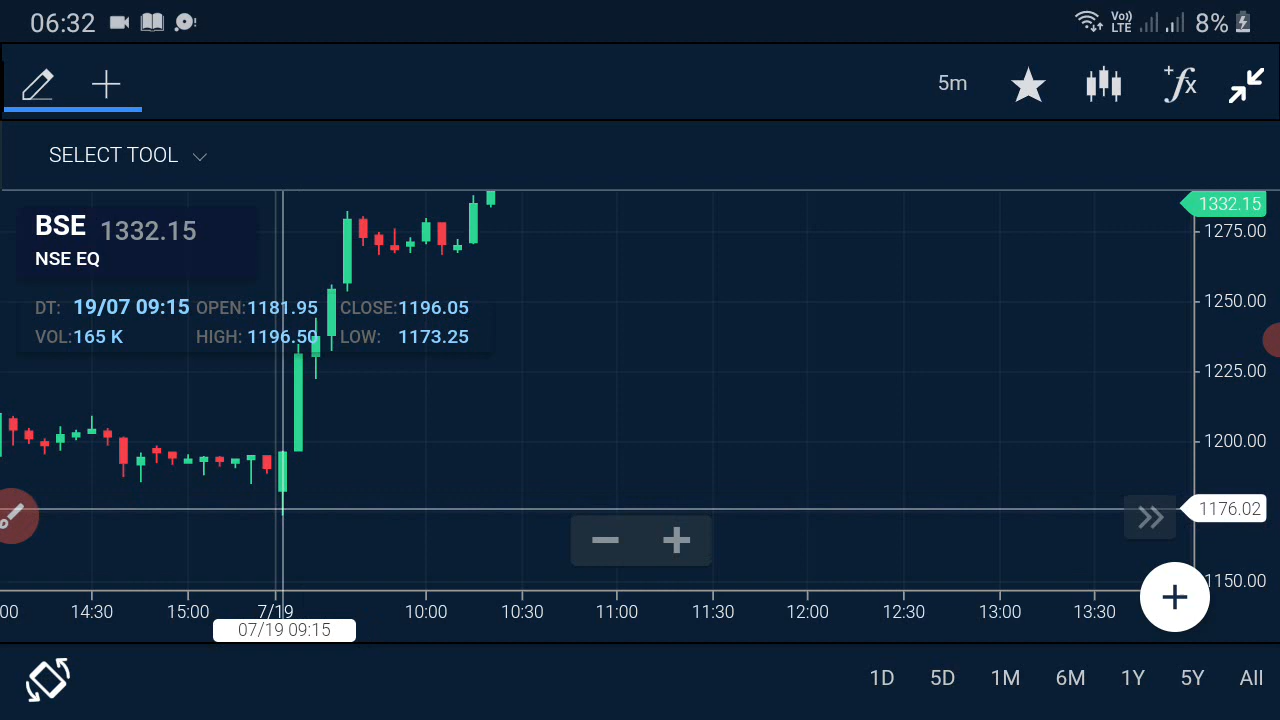 06:32 Vo)) LTE 8%
5m +fx
SELECT TOOL
BSE 1332.15
NSE EQ
DT: 19/07 09:15 OPEN:1181.95 CLOSE:1196.05
VOL:165 K HIGH: 1196.50 LOW: 1173.25
1332.15
1275.00
1250.00
1225.00
1200.00
1176.02
1150.00
:00 14:30 15:00 7/19 10:00 10:30 11:00 11:30 12:00 12:30 13:00 13:30
07/19 09:15
1D 5D 1M 6M 1Y 5Y All